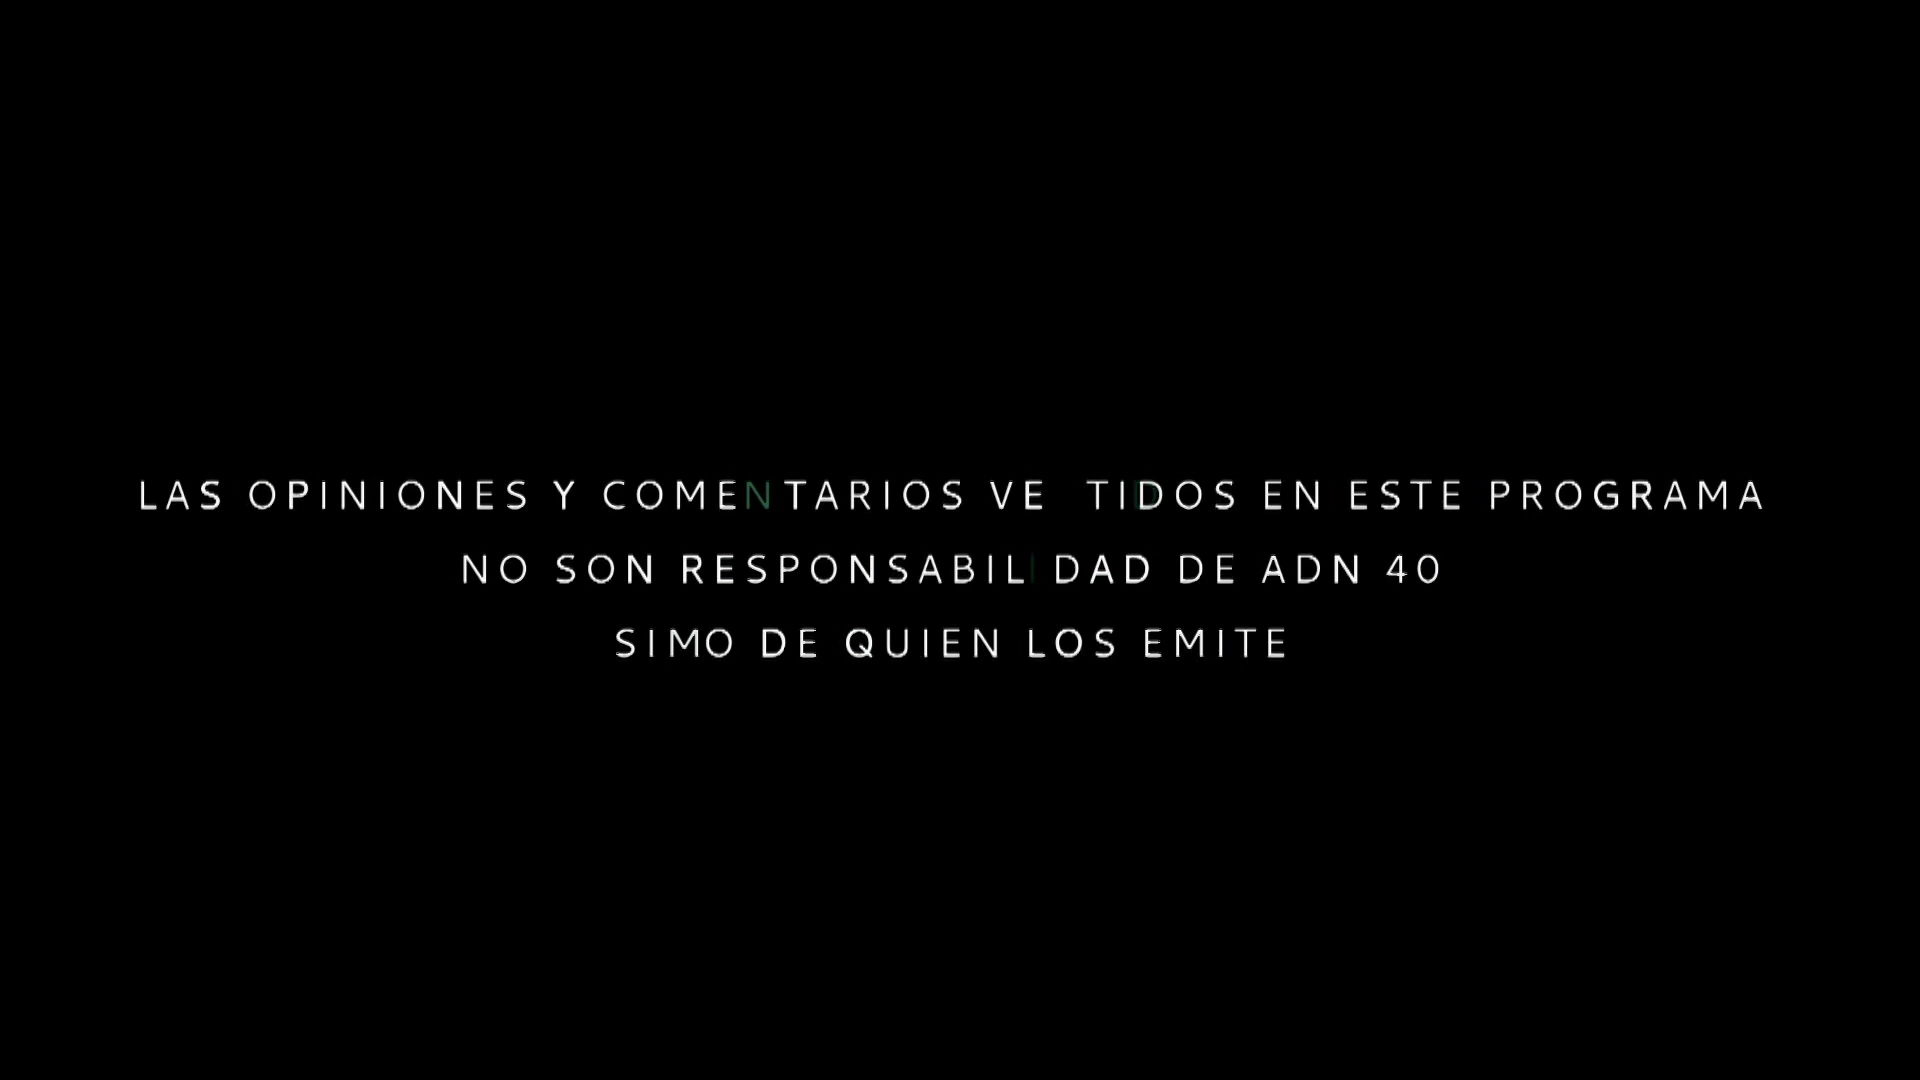 LAS OPINIONES Y COMENTARIOS VE TIDOS EN ESTE PROGRAMA
NO SON RESPONSABILIDAD DE ADN 40
SIMO DE QUIEN LOS EMITE